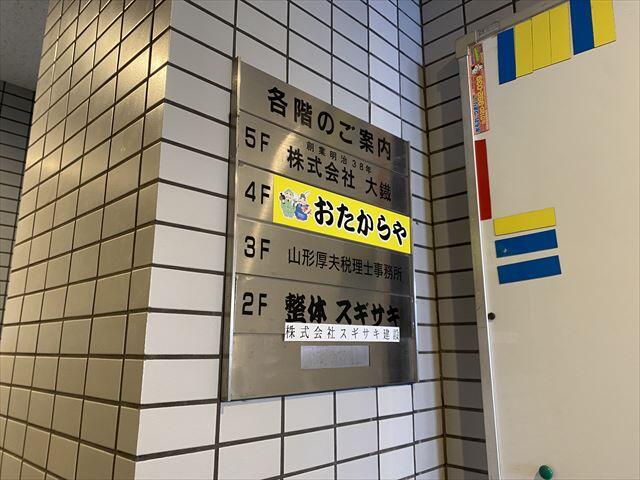 各階のご案内
創業明治38年
5F 株式会社 大鐡
4F おたからや
3F 山形厚夫税理士事務所
2F 整体 スギサキ
株式会社スギサキ建設